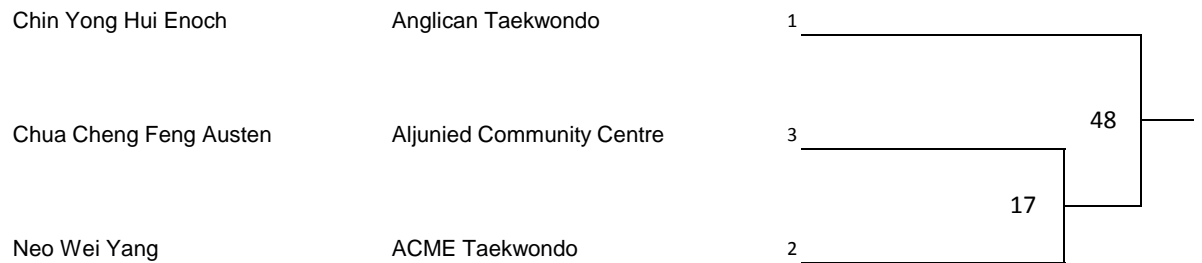 Chin Yong Hui Enoch Anglican Taekwondo 1
48
Chua Cheng Feng Austen Aljunied Community Centre 3
17
Neo Wei Yang ACME Taekwondo 2